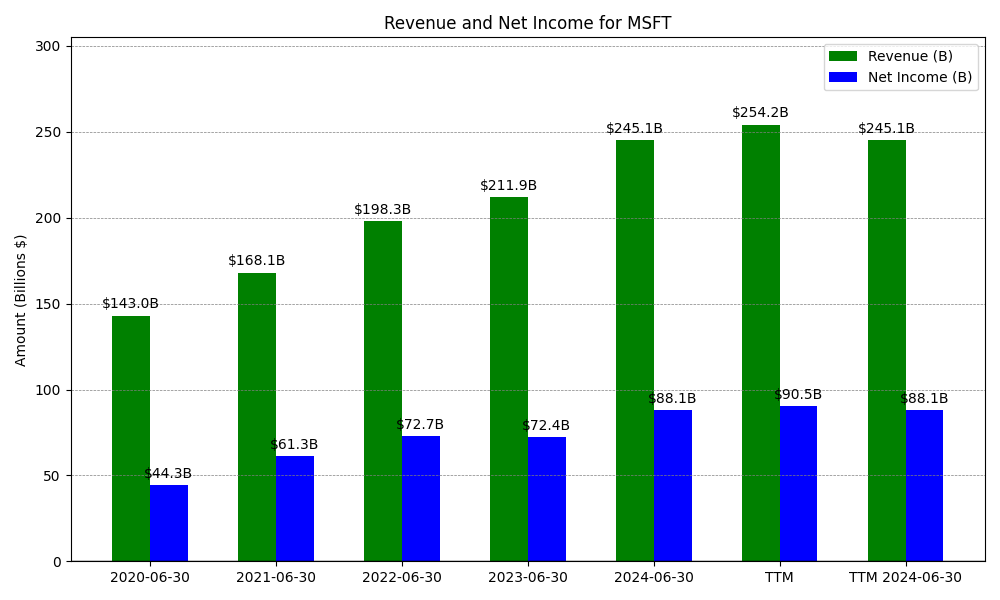 Revenue and Net Income for MSFT
Revenue (B)
Net Income (B)
Amount (Billions $)
300
250
200
150
100
50
0
$143.0B
$168.1B
$198.3B
$211.9B
$245.1B
$254.2B
$245.1B
$44.3B
$61.3B
$72.7B
$72.4B
$88.1B
$90.5B
$88.1B
2020-06-30
2021-06-30
2022-06-30
2023-06-30
2024-06-30
TTM
TTM 2024-06-30